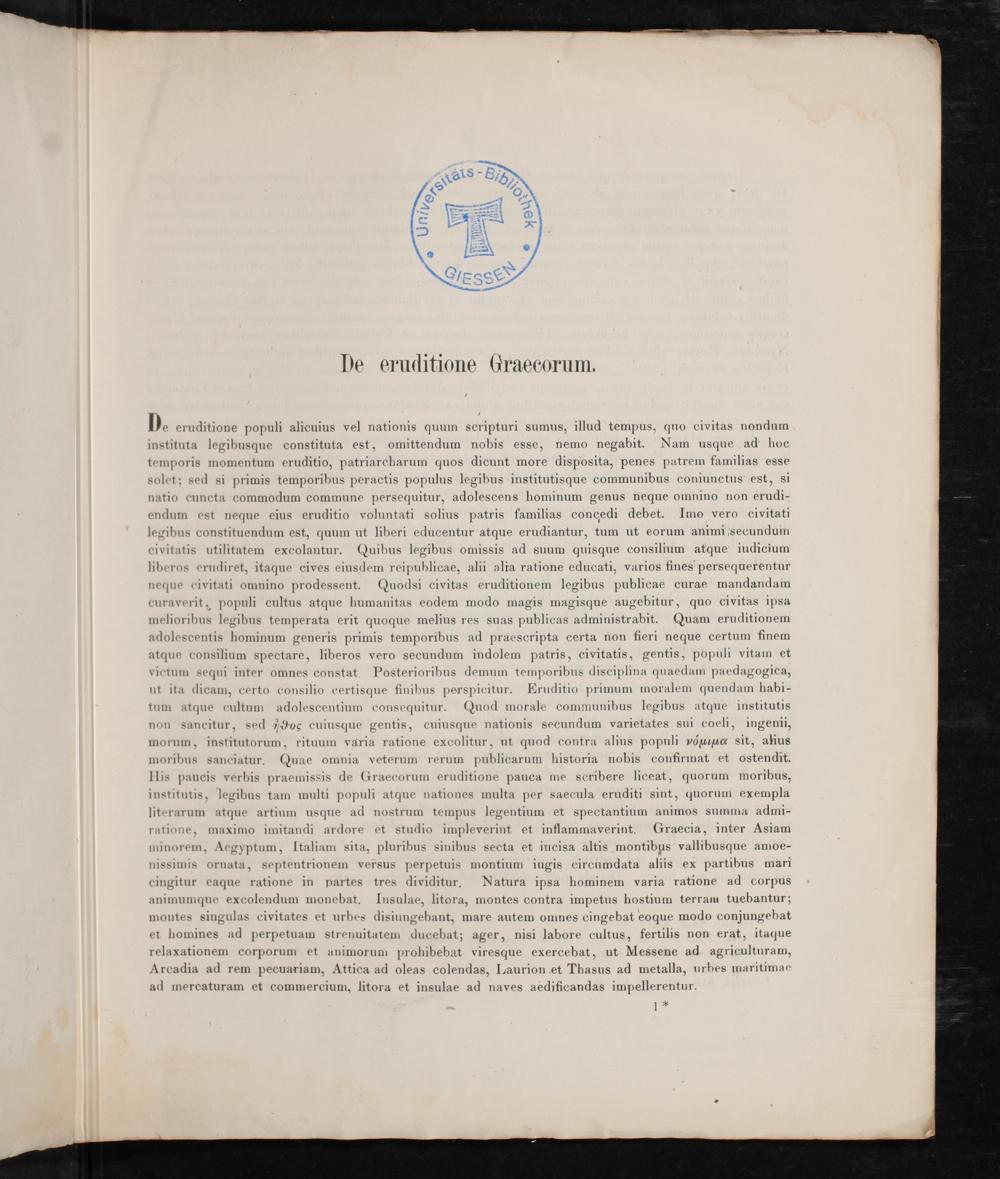 Universitäts-Bibliothek
GIESSEN
De eruditione Graecorum.
De eruditione populi alicuius vel nationis quum scripturi sumus, illud tempus, quo civitas nondum
instituta legibusque constituta est, omittendum nobis esse, nemo negabit. Nam usque ad hoc
temporis momentum eruditio, patriarcharum quos dicunt more disposita, penes patrem familias esse
solet; sed si primis temporibus peractis populus legibus institutisque communibus coniunctus est, si
natio cuncta commodum commune persequitur, adolescens hominum genus neque omnino non erudi-
endum est neque eius eruditio voluntati solius patris familias concedi debet. Imo vero civitati
legibus constituendum est, quum ut liberi educentur atque erudiantur, tum ut eorum animi secundum
civitatis utilitatem excolantur. Quibus legibus omissis ad suum quisque consilium atque iudicium
liberos erudiret, itaque cives eiusdem reipublicae, alii alia ratione educati, varios fines persequerentur
neque civitati omnino prodessent. Quodsi civitas eruditionem legibus publicae curae mandandam
curaverit, populi cultus atque humanitas eodem modo magis magisque augebitur, quo civitas ipsa
melioribus legibus temperata erit quoque melius res suas publicas administrabit. Quam eruditionem
adolescentis hominum generis primis temporibus ad praescripta certa non fieri neque certum finem
atque consilium spectare, liberos vero secundum indolem patris, civitatis, gentis, populi vitam et
victum sequi inter omnes constat Posterioribus demum temporibus disciplina quaedam paedagogica,
ut ita dicam, certo consilio certisque finibus perspicitur. Eruditio primum moralem quendam habi-
tum atque cultum adolescentium consequitur. Quod morale communibus legibus atque institutis
non sancitur, sed ἦθος cuiusque gentis, cuiusque nationis secundum varietates sui coeli, ingenii,
morum, institutorum, rituum varia ratione excolitur, ut quod contra alius populi νόμιμα sit, alius
moribus sanciatur. Quae omnia veterum rerum publicarum historia nobis confirmat et ostendit.
His paucis verbis praemissis de Graecorum eruditione pauca me scribere liceat, quorum moribus,
institutis, legibus tam multi populi atque nationes multa per saecula eruditi sint, quorum exempla
literarum atque artium usque ad nostrum tempus legentium et spectantium animos summa admi-
ratione, maximo imitandi ardore et studio impleverint et inflammaverint. Graecia, inter Asiam
minorem, Aegyptum, Italiam sita, pluribus sinibus secta et incisa altis montibus vallibusque amoe-
nissimis ornata, septentrionem versus perpetuis montium iugis circumdata aliis ex partibus mari
cingitur eaque ratione in partes tres dividitur. Natura ipsa hominem varia ratione ad corpus
animumque excolendum monebat. Insulae, litora, montes contra impetus hostium terram tuebantur;
montes singulas civitates et urbes disiungebant, mare autem omnes cingebat eoque modo conjungebat
et homines ad perpetuam strenuitatem ducebat; ager, nisi labore cultus, fertilis non erat, itaque
relaxationem corporum et animorum prohibebat viresque exercebat, ut Messene ad agriculturam,
Arcadia ad rem pecuariam, Attica ad oleas colendas, Laurion et Thasus ad metalla, urbes maritimae
ad mercaturam et commercium, litora et insulae ad naves aedificandas impellerentur.
1*